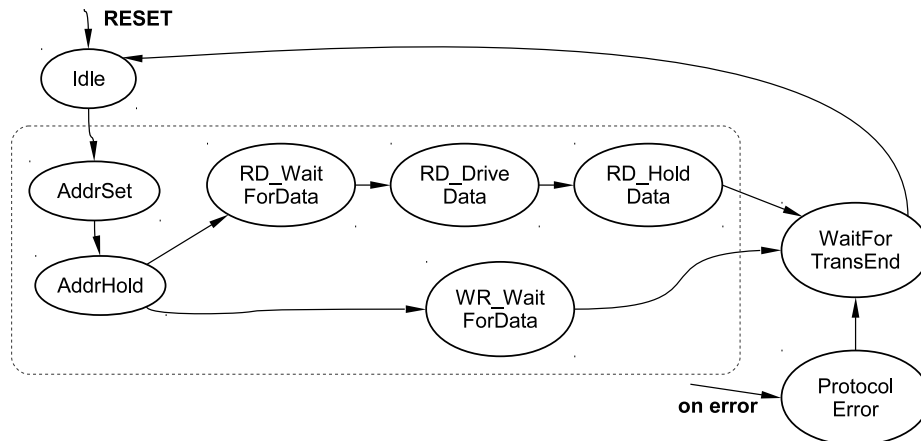 RESET
Idle
AddrSet
RD_Wait
ForData
RD_Drive
Data
RD_Hold
Data
WaitFor
TransEnd
AddrHold
WR_Wait
ForData
on error
Protocol
Error